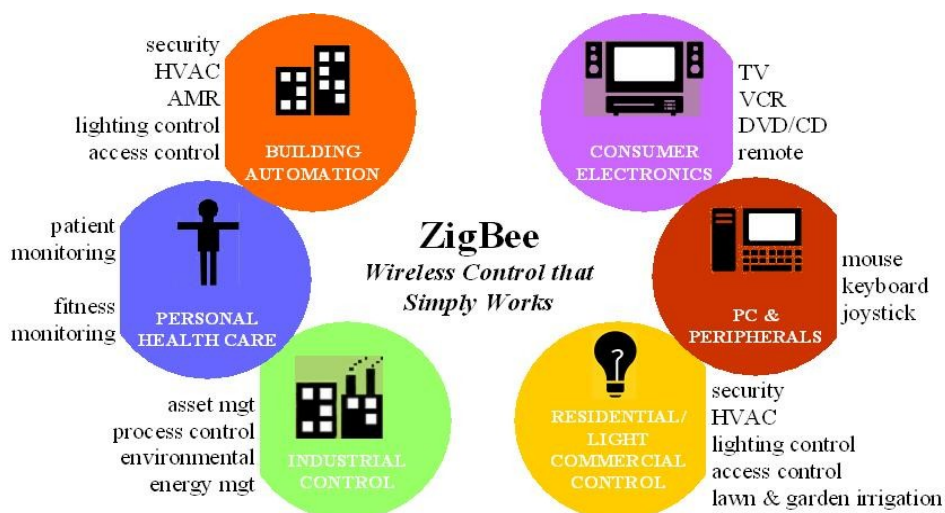 security
HVAC
AMR
lighting control
access control
BUILDING
AUTOMATION
CONSUMER
ELECTRONICS
TV
VCR
DVD/CD
remote
patient
monitoring
fitness
monitoring
PERSONAL
HEALTH CARE
ZigBee
Wireless Control that
Simply Works
PC &
PERIPHERALS
mouse
keyboard
joystick
asset mgt
process control
environmental
energy mgt
INDUSTRIAL
CONTROL
RESIDENTIAL/
LIGHT
COMMERCIAL
CONTROL
security
HVAC
lighting control
access control
lawn & garden irrigation